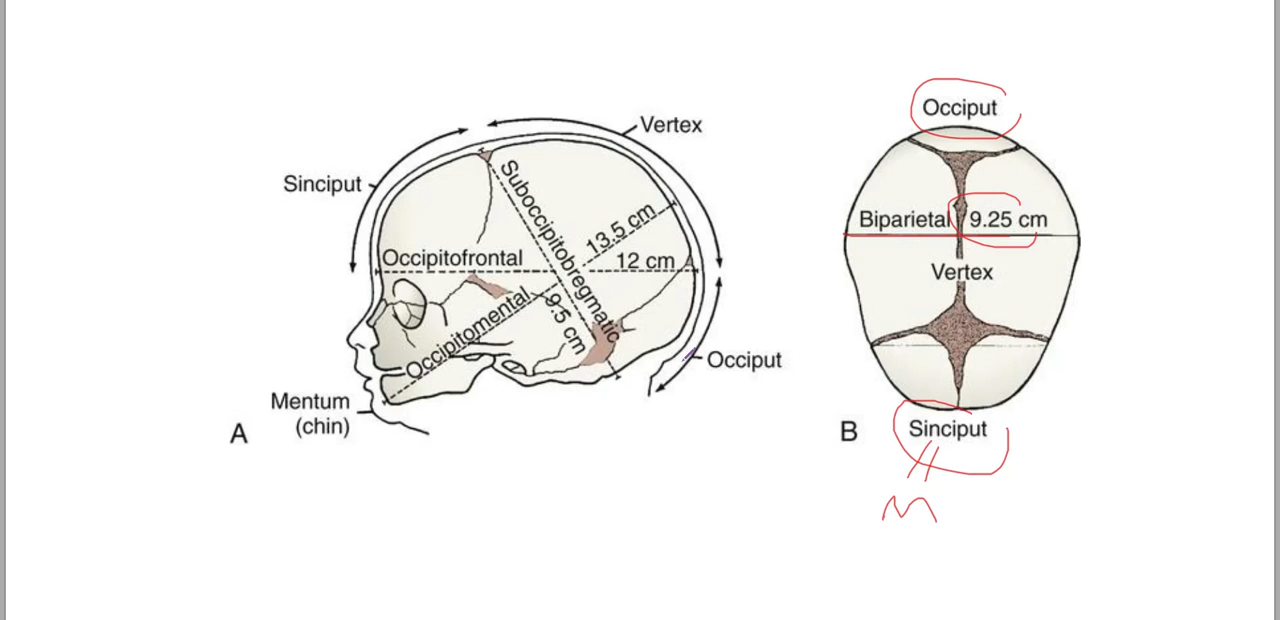 Vertex
Sinciput
Suboccipitobregmatic
13.5 cm
Occipitofrontal
12 cm
Occipitomental
9.5 cm
Occiput
Mentum
(chin)
A
Occiput
Biparietal 9.25 cm
Vertex
Sinciput
B